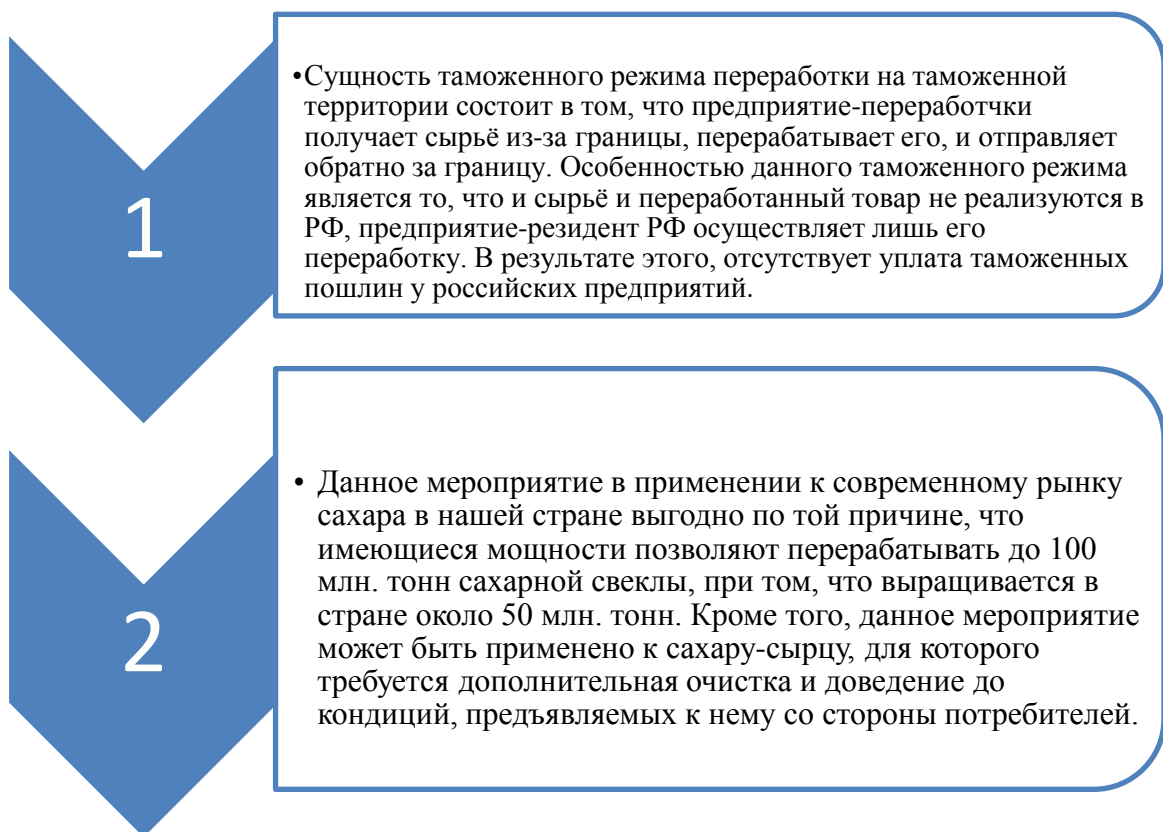 1
•Сущность таможенного режима переработки на таможенной
территории состоит в том, что предприятие-переработчки
получает сырьё из-за границы, перерабатывает его, и отправляет
обратно за границу. Особенностью данного таможенного режима
является то, что и сырьё и переработанный товар не реализуются в
РФ, предприятие-резидент РФ осуществляет лишь его
переработку. В результате этого, отсутствует уплата таможенных
пошлин у российских предприятий.
2
• Данное мероприятие в применении к современному рынку
сахара в нашей стране выгодно по той причине, что
имеющиеся мощности позволяют перерабатывать до 100
млн. тонн сахарной свеклы, при том, что выращивается в
стране около 50 млн. тонн. Кроме того, данное мероприятие
может быть применено к сахару-сырцу, для которого
требуется дополнительная очистка и доведение до
кондиций, предъявляемых к нему со стороны потребителей.